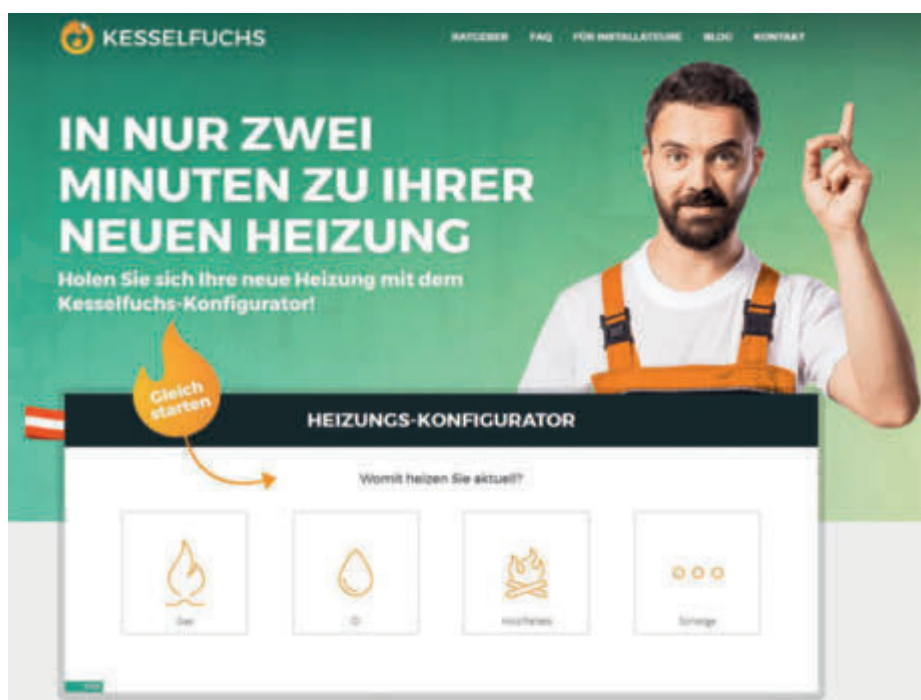 KESSELFUCHS
RATGEBER FAQ FÜR INSTALLATEURE BLOG KONTAKT
IN NUR ZWEI
MINUTEN ZU IHRER
NEUEN HEIZUNG
Holen Sie sich Ihre neue Heizung mit dem
Kesselfuchs-Konfigurator!
Gleich
starten
HEIZUNGS-KONFIGURATOR
Womit heizen Sie aktuell?
Gas
Öl
Sonstige